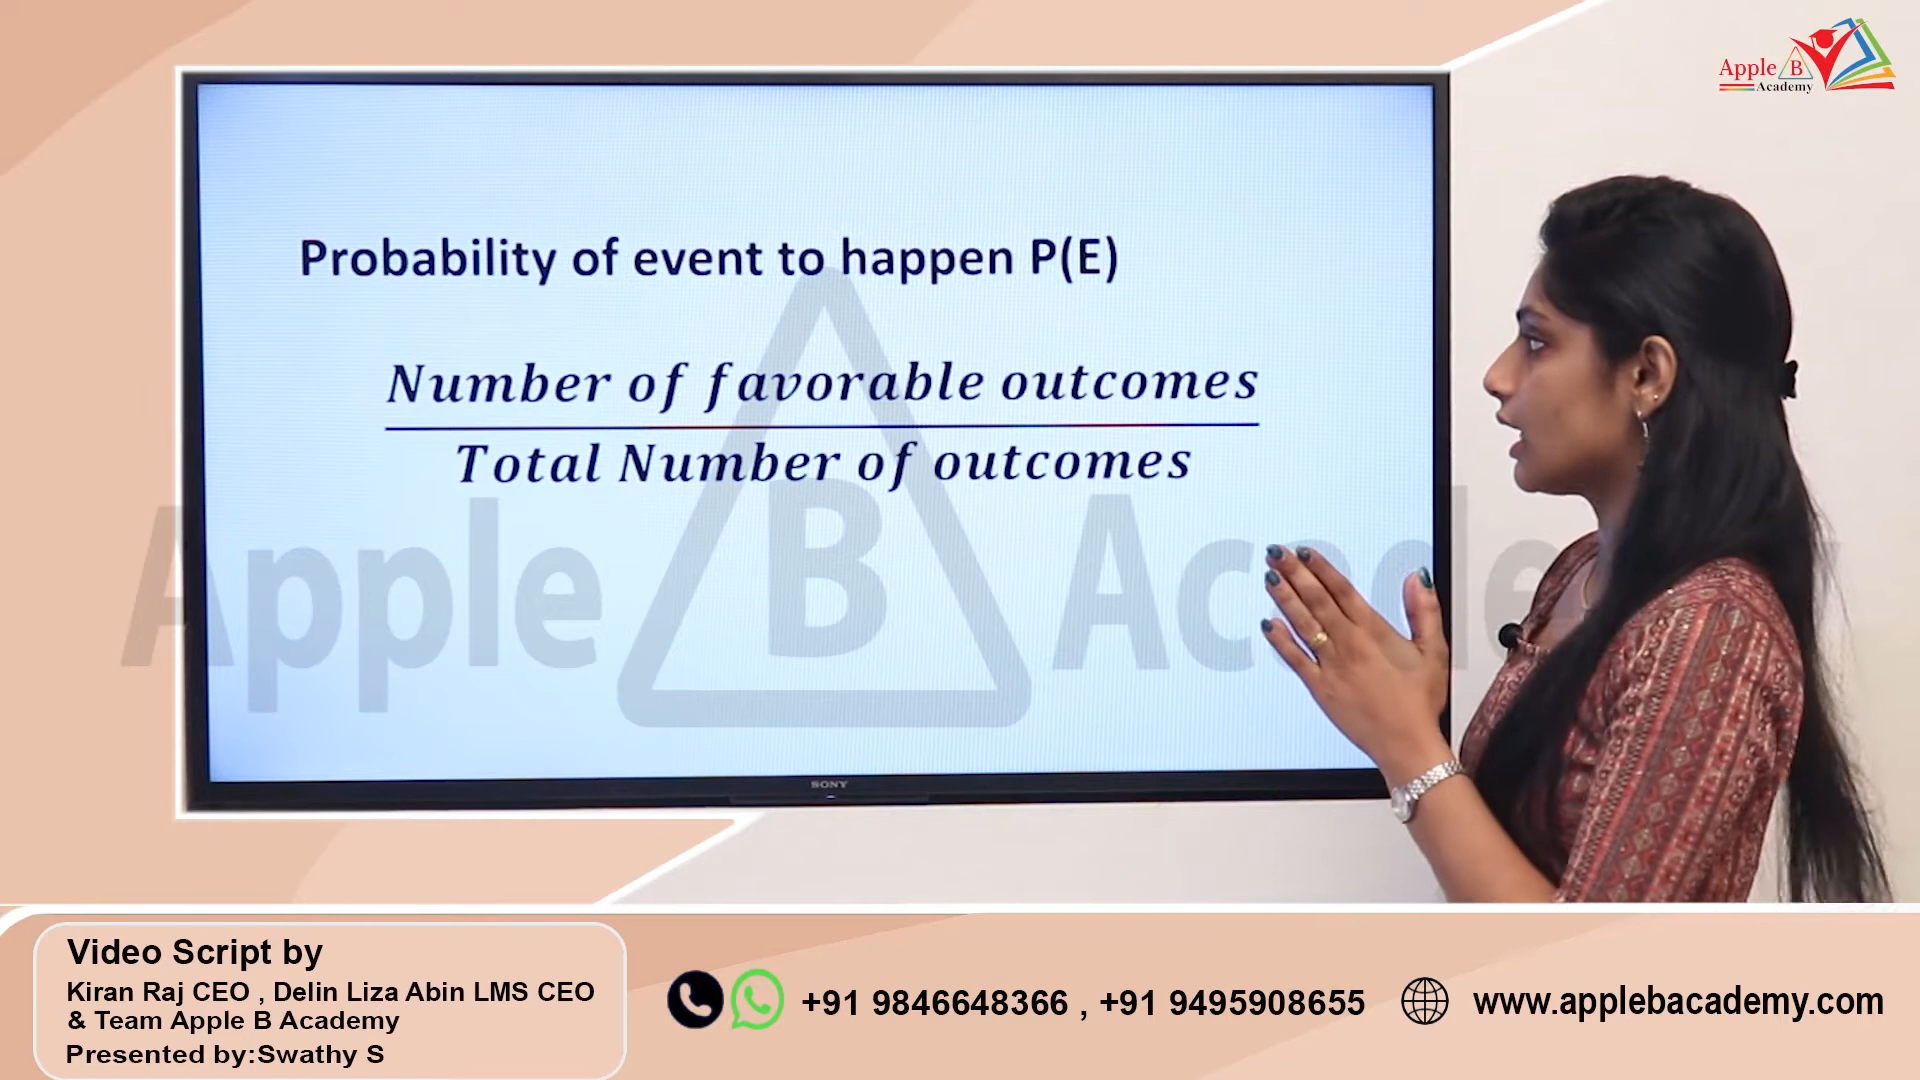 Apple B
Academy
Probability of event to happen P(E)
Number of favorable outcomes
Total Number of outcomes
Apple B Academy
SONY
Video Script by
Kiran Raj CEO , Delin Liza Abin LMS CEO
& Team Apple B Academy
Presented by:Swathy S
+91 9846648366 , +91 9495908655
www.applebacademy.com